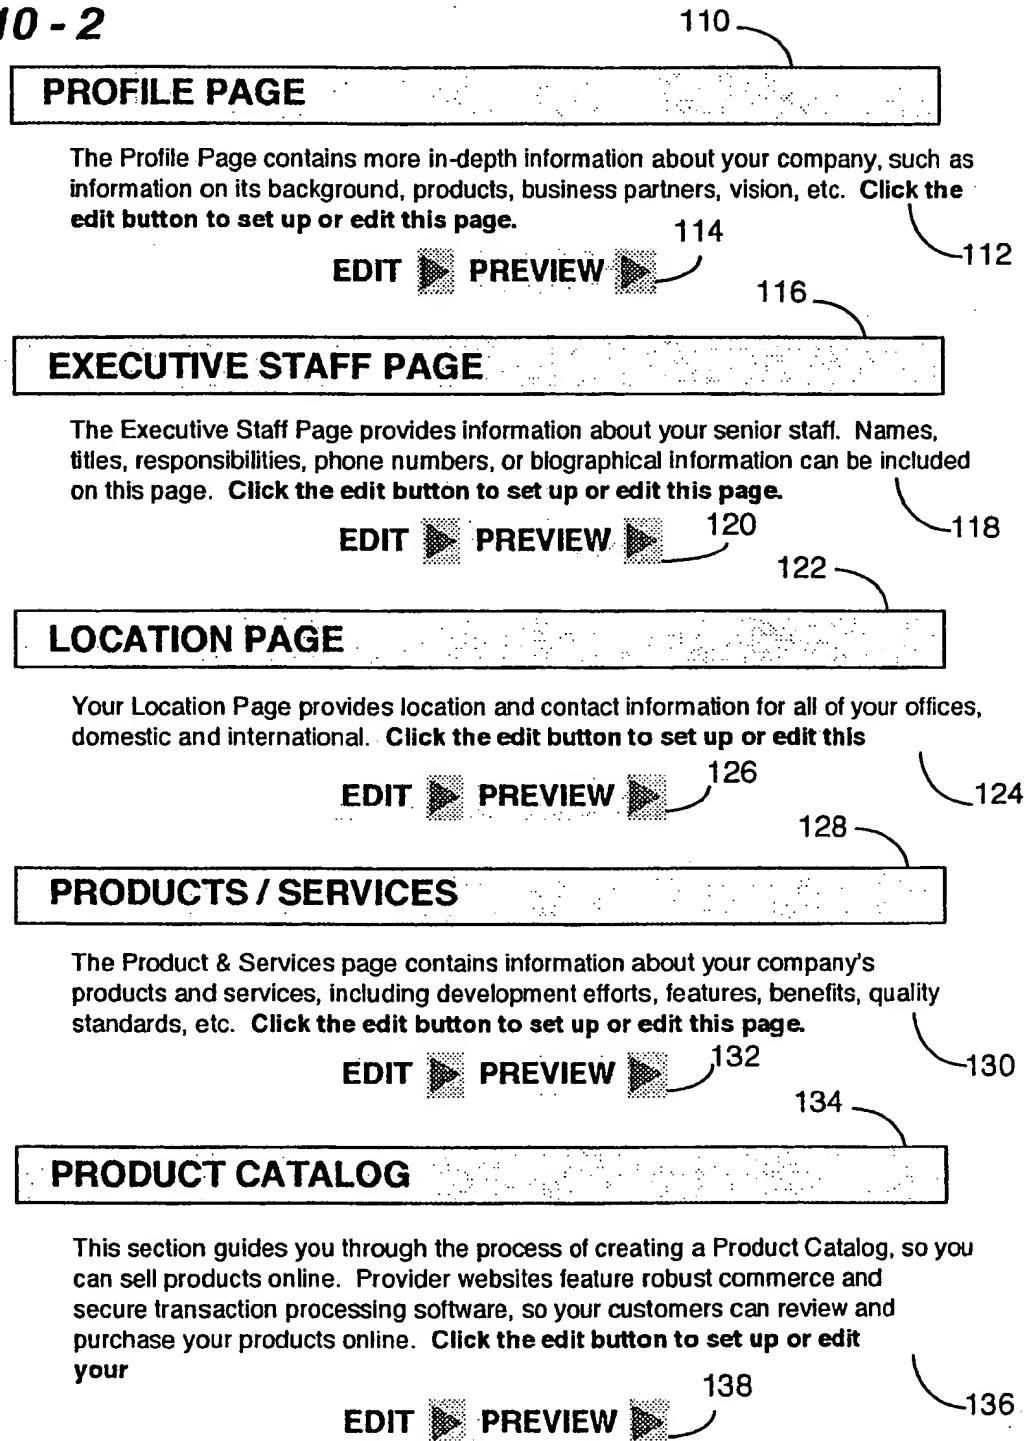 10 - 2
110
PROFILE PAGE
The Profile Page contains more in-depth information about your company, such as
information on its background, products, business partners, vision, etc. Click the
edit button to set up or edit this page.
114
112
EDIT PREVIEW
116
EXECUTIVE STAFF PAGE
The Executive Staff Page provides information about your senior staff. Names,
titles, responsibilities, phone numbers, or biographical information can be included
on this page. Click the edit button to set up or edit this page.
120
118
EDIT PREVIEW
122
LOCATION PAGE
Your Location Page provides location and contact information for all of your offices,
domestic and international. Click the edit button to set up or edit this
126
124
EDIT PREVIEW
128
PRODUCTS / SERVICES
The Product & Services page contains information about your company's
products and services, including development efforts, features, benefits, quality
standards, etc. Click the edit button to set up or edit this page.
132
130
EDIT PREVIEW
134
PRODUCT CATALOG
This section guides you through the process of creating a Product Catalog, so you
can sell products online. Provider websites feature robust commerce and
secure transaction processing software, so your customers can review and
purchase your products online. Click the edit button to set up or edit
your
138
136
EDIT PREVIEW